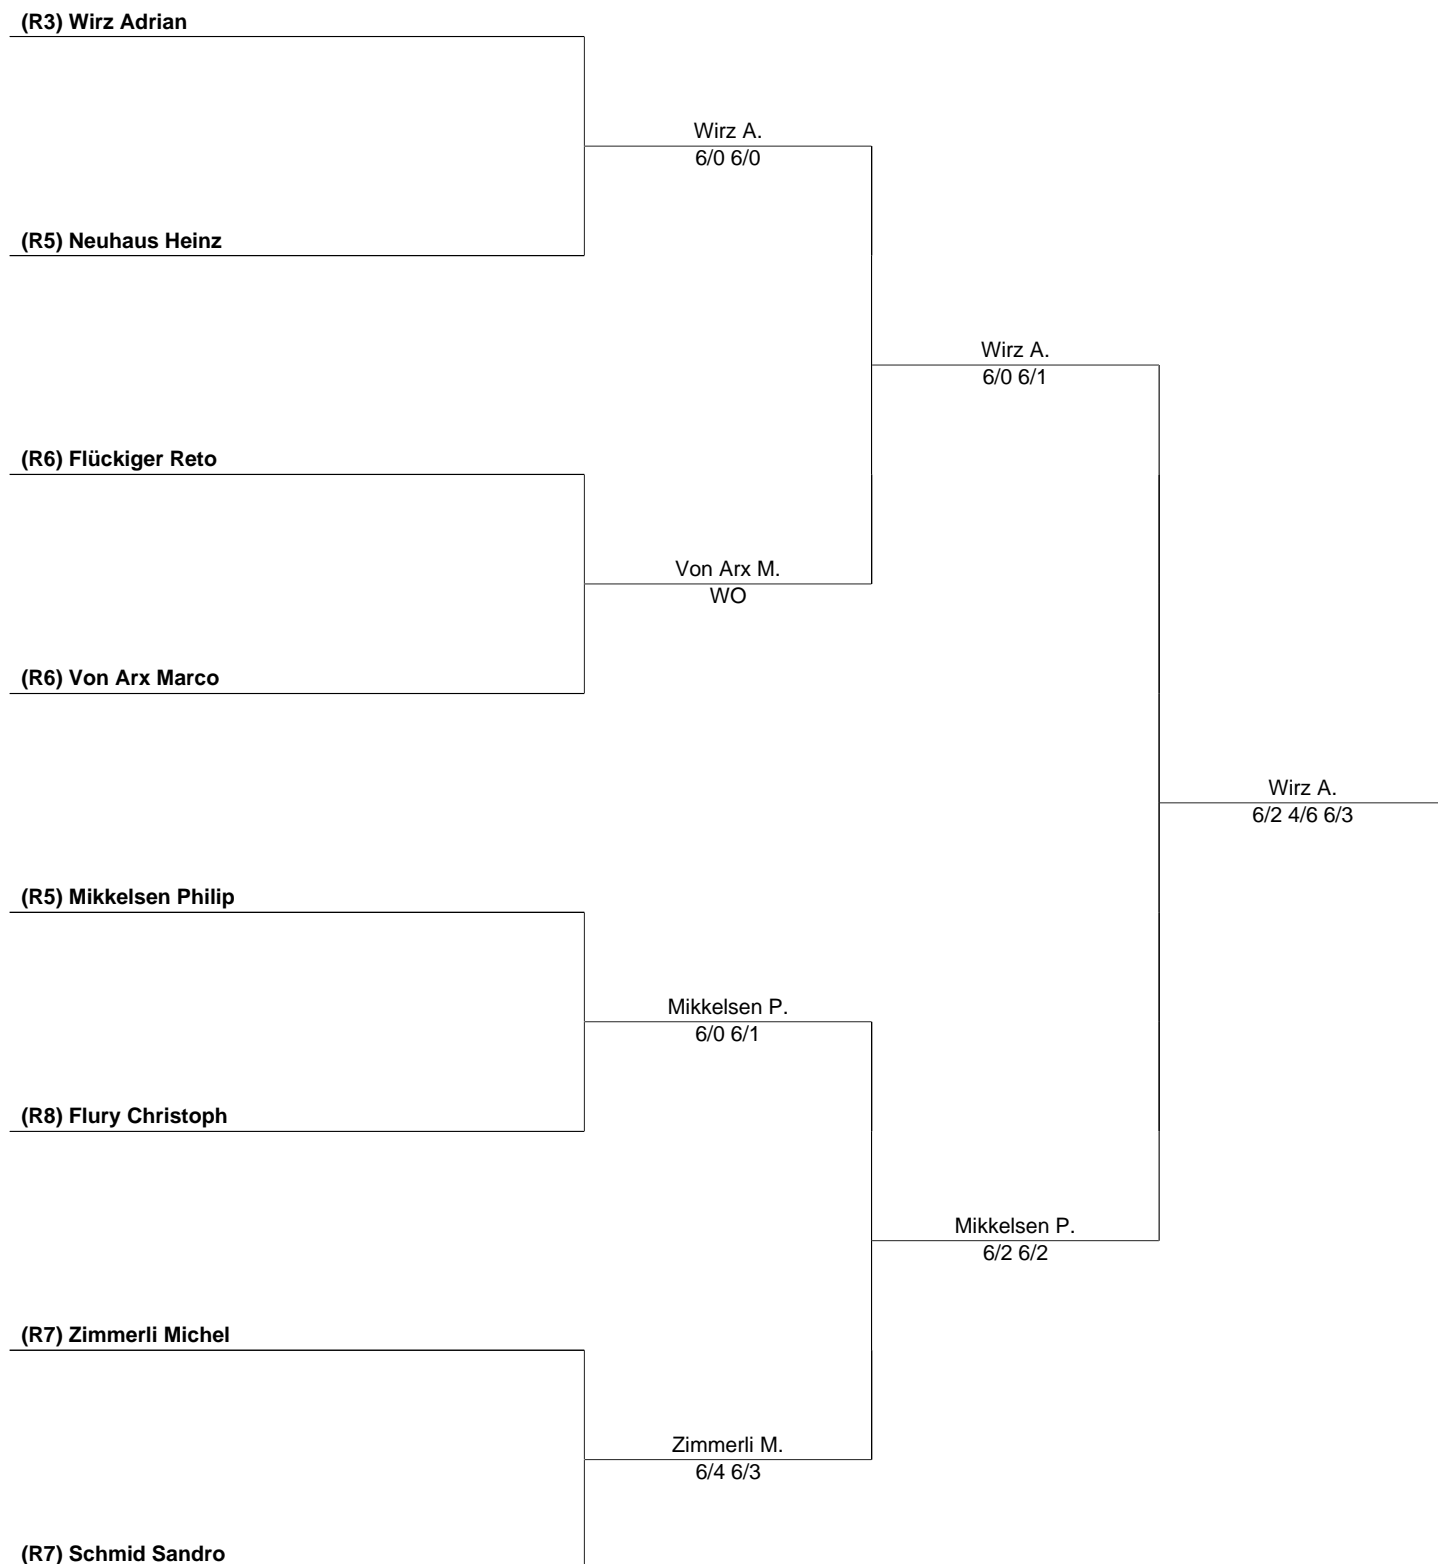 (R3) Wirz Adrian
Wirz A.
6/0 6/0
(R5) Neuhaus Heinz
Wirz A.
6/0 6/1
(R6) Flückiger Reto
Von Arx M.
WO
(R6) Von Arx Marco
Wirz A.
6/2 4/6 6/3
(R5) Mikkelsen Philip
Mikkelsen P.
6/0 6/1
(R8) Flury Christoph
Mikkelsen P.
6/2 6/2
(R7) Zimmerli Michel
Zimmerli M.
6/4 6/3
(R7) Schmid Sandro